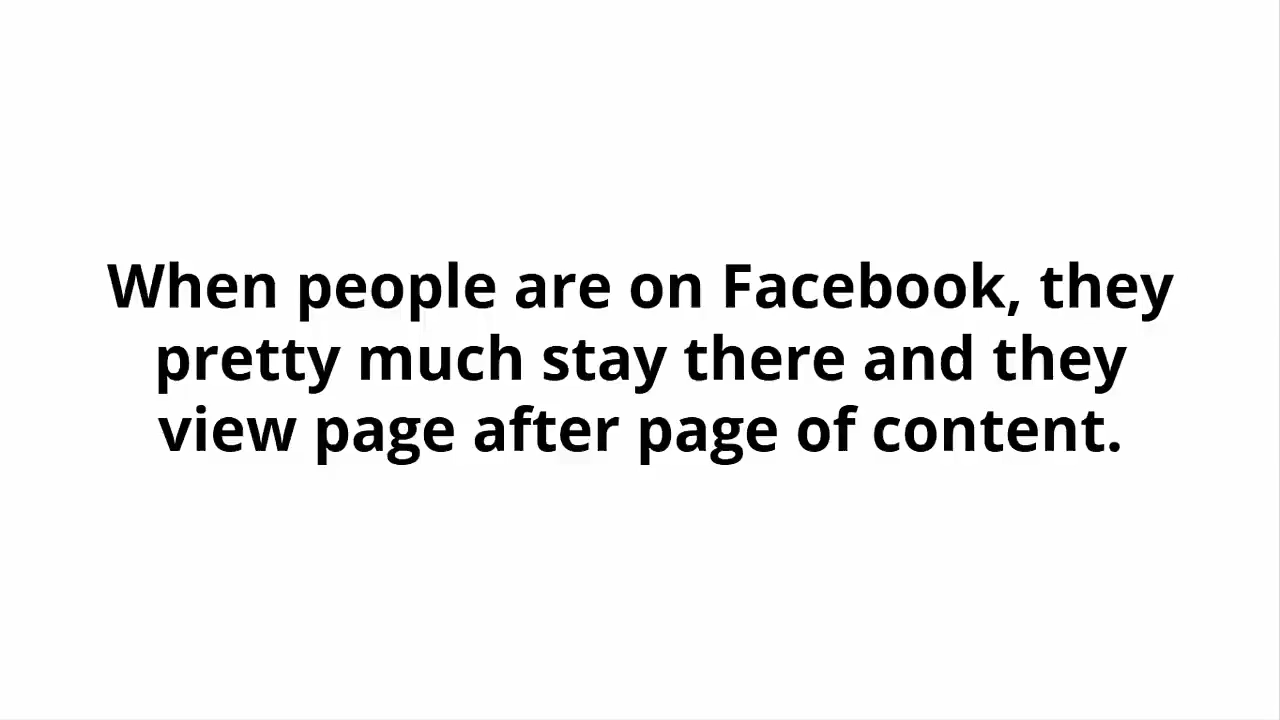 When people are on Facebook, they
pretty much stay there and they
view page after page of content.